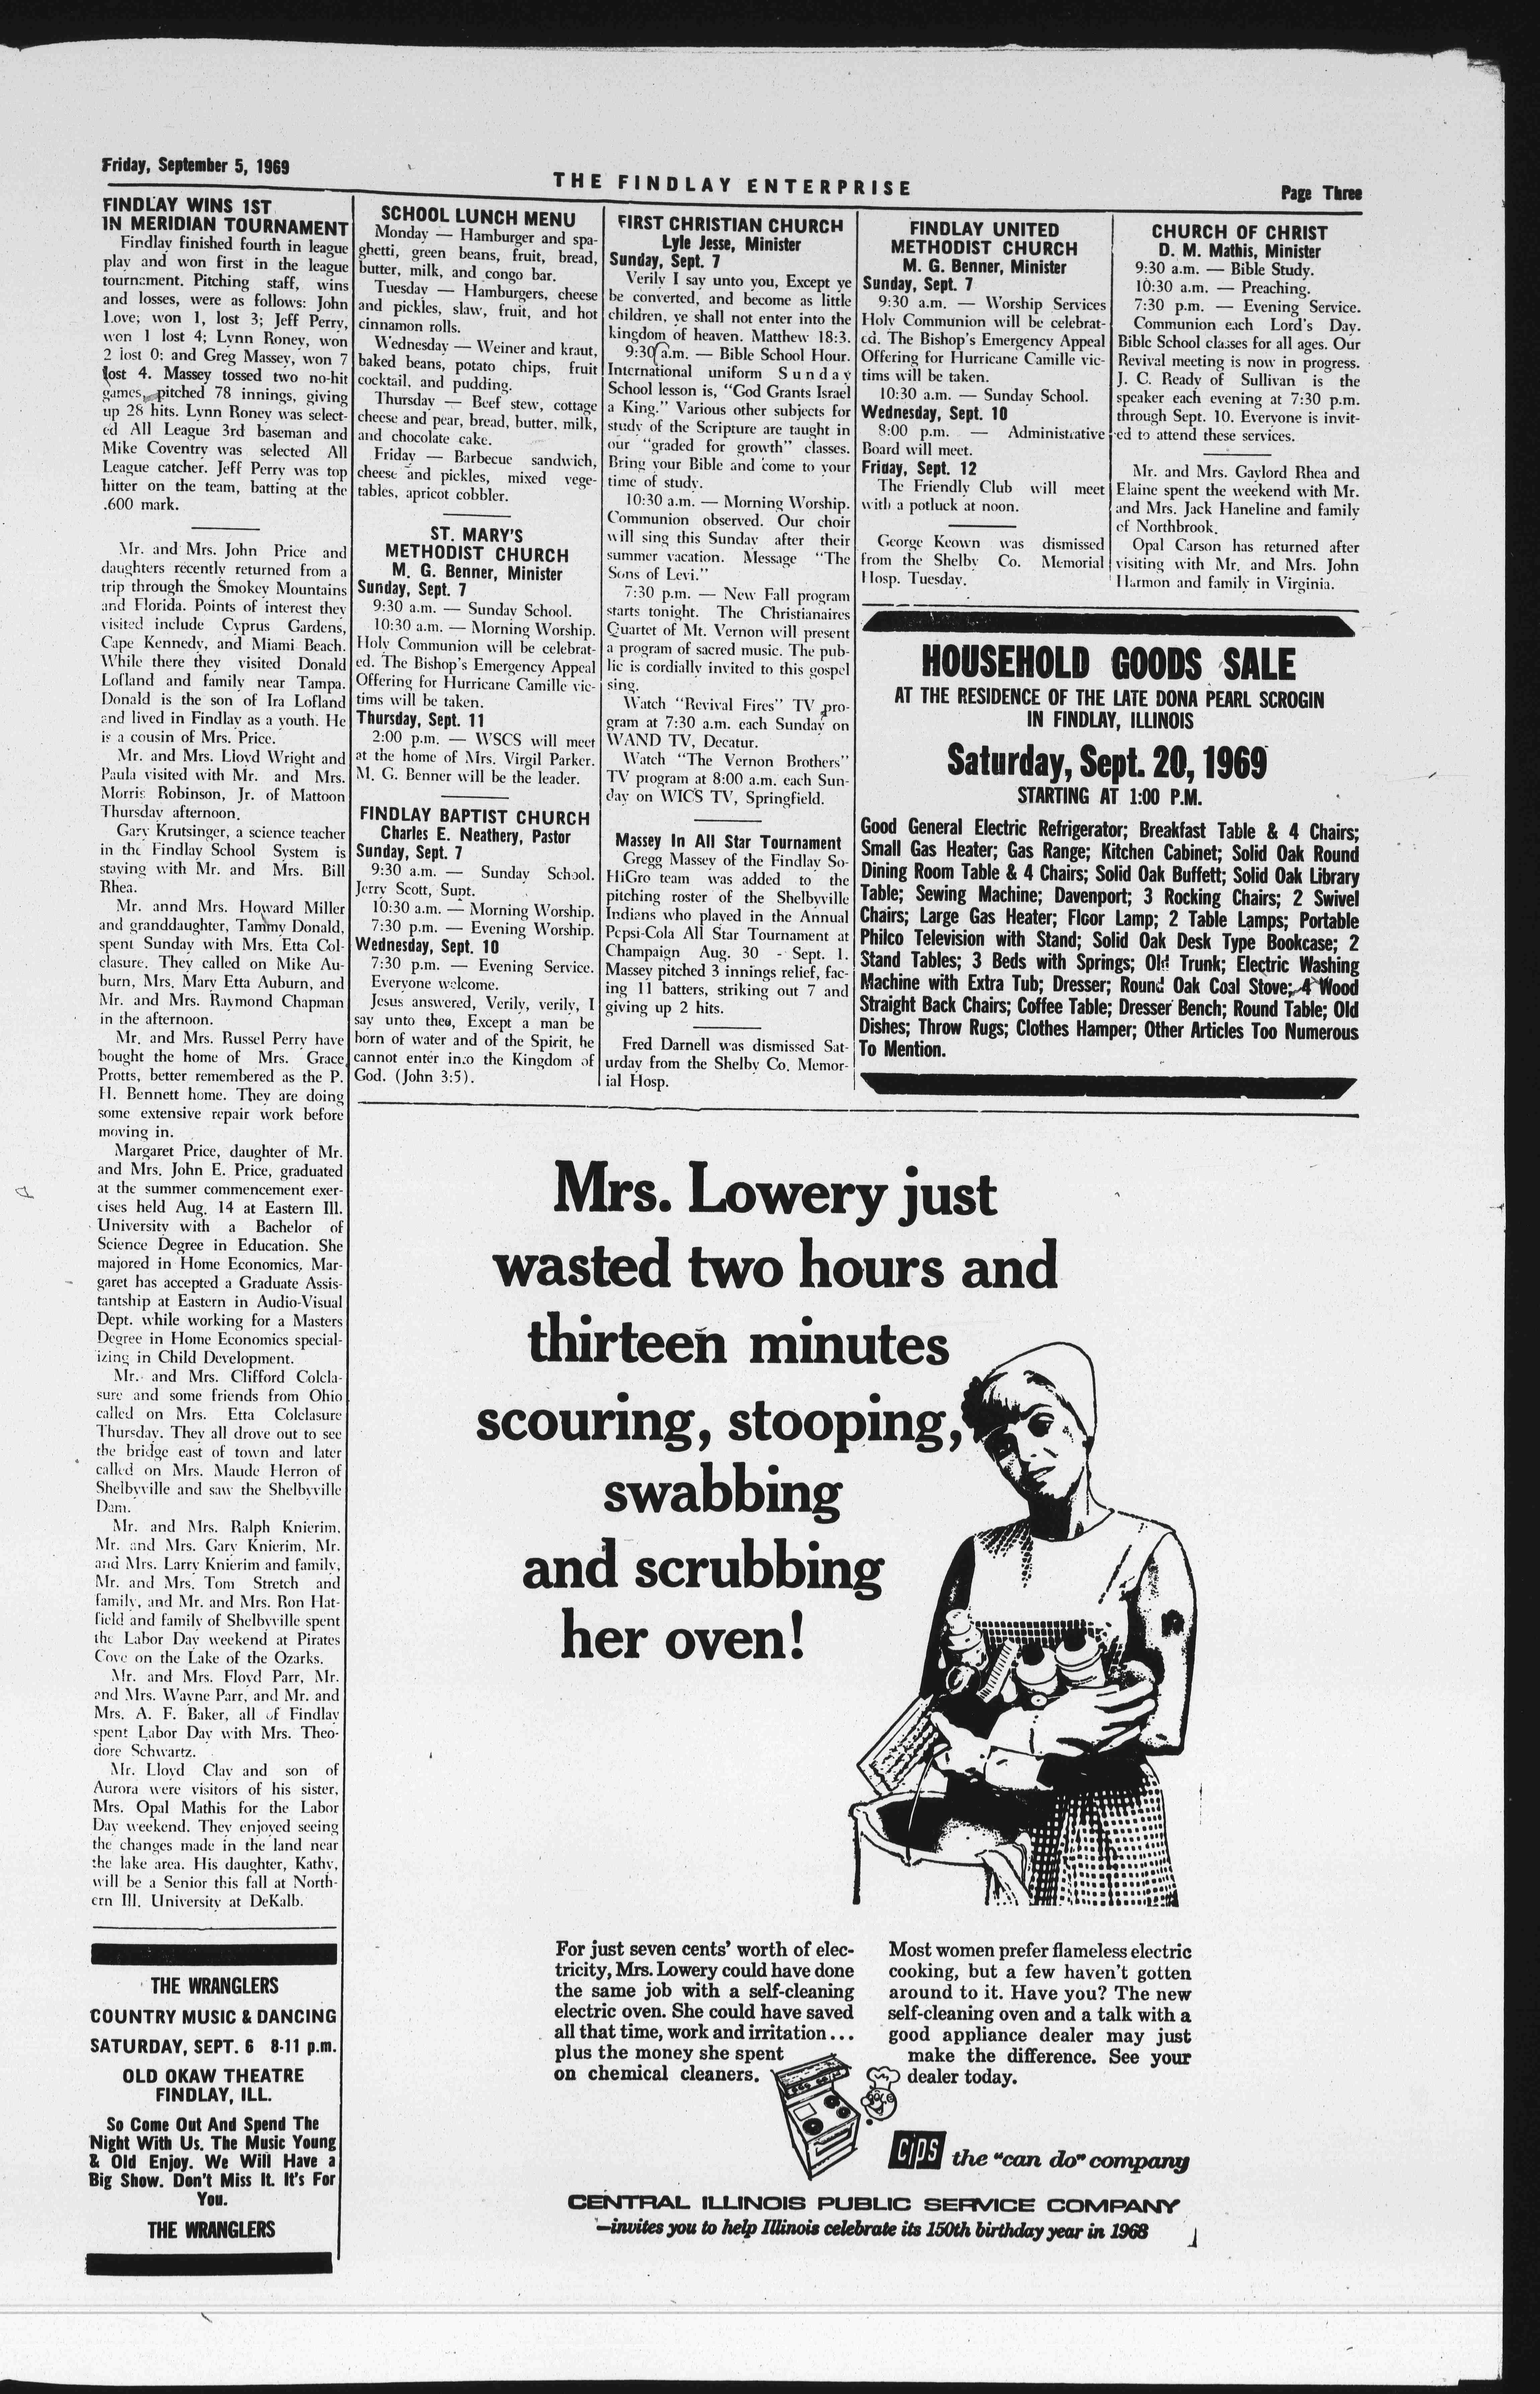 Friday, September 5, 1969
THE FINDLAY ENTERPRISE
Page Three
FINDLAY WINS 1ST
IN MERIDIAN TOURNAMENT
Findlay finished fourth in league
play and won first in the league
tournament. Pitching staff, wins
and losses, were as follows: John
Love; won 1, lost 3; Jeff Perry,
won 1 lost 4; Lynn Roney, won
2 lost 0; and Greg Massey, won 7
lost 4. Massey tossed two no-hit
games, pitched 78 innings, giving
up 28 hits. Lynn Roney was select-
ed All League 3rd baseman and
Mike Coventry was selected All
League catcher. Jeff Perry was top
hitter on the team, batting at the
.600 mark.
Mr. and Mrs. John Price and
daughters recently returned from a
trip through the Smokey Mountains
and Florida. Points of interest they
visited include Cyprus Gardens,
Cape Kennedy, and Miami Beach.
While there they visited Donald
Lofland and family near Tampa.
Donald is the son of Ira Lofland
and lived in Findlay as a youth. He
is a cousin of Mrs. Price.
Mr. and Mrs. Lloyd Wright and
Paula visited with Mr. and Mrs.
Morris Robinson, Jr. of Mattoon
Thursday afternoon.
Gary Krutsinger, a science teacher
in the Findlay School System is
staying with Mr. and Mrs. Bill
Rhea.
Mr. annd Mrs. Howard Miller
and granddaughter, Tammy Donald,
spent Sunday with Mrs. Etta Col-
clasure. They called on Mike Au-
burn, Mrs. Mary Etta Auburn, and
Mr. and Mrs. Raymond Chapman
in the afternoon.
Mr. and Mrs. Russel Perry have
bought the home of Mrs. Grace
Protts, better remembered as the P.
H. Bennett home. They are doing
some extensive repair work before
moving in.
Margaret Price, daughter of Mr.
and Mrs. John E. Price, graduated
at the summer commencement exer-
cises held Aug. 14 at Eastern Ill.
University with a Bachelor of
Science Degree in Education. She
majored in Home Economics. Mar-
garet has accepted a Graduate Assis-
tantship at Eastern in Audio-Visual
Dept. while working for a Masters
Degree in Home Economics special-
izing in Child Development.
Mr. and Mrs. Clifford Colcla-
sure and some friends from Ohio
called on Mrs. Etta Colclasure
Thursday. They all drove out to see
the bridge east of town and later
called on Mrs. Maude Herron of
Shelbyville and saw the Shelbyville
Dam.
Mr. and Mrs. Ralph Knierim,
Mr. and Mrs. Gary Knierim, Mr.
and Mrs. Larry Knierim and family,
Mr. and Mrs. Tom Stretch and
family, and Mr. and Mrs. Ron Hat-
field and family of Shelbyville spent
the Labor Day weekend at Pirates
Cove on the Lake of the Ozarks.
Mr. and Mrs. Floyd Parr, Mr.
and Mrs. Wayne Parr, and Mr. and
Mrs. A. F. Baker, all of Findlay
spent Labor Day with Mrs. Theo-
dore Schwartz.
Mr. Lloyd Clay and son of
Aurora were visitors of his sister,
Mrs. Opal Mathis for the Labor
Day weekend. They enjoyed seeing
the changes made in the land near
the lake area. His daughter, Kathy,
will be a Senior this fall at North-
ern Ill. University at DeKalb.
THE WRANGLERS
COUNTRY MUSIC & DANCING
SATURDAY, SEPT. 6 8-11 p.m.
OLD OKAW THEATRE
FINDLAY, ILL.
So Come Out And Spend The
Night With Us. The Music Young
& Old Enjoy. We Will Have a
Big Show. Don't Miss It. It's For
You.
THE WRANGLERS
SCHOOL LUNCH MENU
Monday — Hamburger and spa-
ghetti, green beans, fruit, bread,
butter, milk, and congo bar.
Tuesday — Hamburgers, cheese
and pickles, slaw, fruit, and hot
cinnamon rolls.
Wednesday — Weiner and kraut,
baked beans, potato chips, fruit
cocktail, and pudding.
Thursday — Beef stew, cottage
cheese and pear, bread, butter, milk,
and chocolate cake.
Friday — Barbecue sandwich,
cheese and pickles, mixed vege-
tables, apricot cobbler.
ST. MARY'S
METHODIST CHURCH
M. G. Benner, Minister
Sunday, Sept. 7
9:30 a.m. — Sunday School.
10:30 a.m. — Morning Worship.
Holy Communion will be celebrat-
ed. The Bishop's Emergency Appeal
Offering for Hurricane Camille vic-
tims will be taken.
Thursday, Sept. 11
2:00 p.m. — WSCS will meet
at the home of Mrs. Virgil Parker.
M. G. Benner will be the leader.
FINDLAY BAPTIST CHURCH
Charles E. Neathery, Pastor
Sunday, Sept. 7
9:30 a.m. — Sunday School.
Jerry Scott, Supt.
10:30 a.m. — Morning Worship.
7:30 p.m. — Evening Worship.
Wednesday, Sept. 10
7:30 p.m. — Evening Service.
Everyone welcome.
Jesus answered, Verily, verily, I
say unto thee, Except a man be
born of water and of the Spirit, he
cannot enter into the Kingdom of
God. (John 3:5).
FIRST CHRISTIAN CHURCH
Lyle Jesse, Minister
Sunday, Sept. 7
Verily I say unto you, Except ye
be converted, and become as little
children, ye shall not enter into the
kingdom of heaven. Matthew 18:3.
9:30 a.m. — Bible School Hour.
International uniform Sunday
School lesson is, "God Grants Israel
a King." Various other subjects for
study of the Scripture are taught in
our "graded for growth" classes.
Bring your Bible and come to your
time of study.
10:30 a.m. — Morning Worship.
Communion observed. Our choir
will sing this Sunday after their
summer vacation. Message "The
Sons of Levi."
7:30 p.m. — New Fall program
starts tonight. The Christianaires
Quartet of Mt. Vernon will present
a program of sacred music. The pub-
lic is cordially invited to this gospel
sing.
Watch "Revival Fires" TV pro-
gram at 7:30 a.m. each Sunday on
WAND TV, Decatur.
Watch "The Vernon Brothers"
TV program at 8:00 a.m. each Sun-
day on WICS TV, Springfield.
Massey In All Star Tournament
Gregg Massey of the Findlay So-
HiGro team was added to the
pitching roster of the Shelbyville
Indians who played in the Annual
Pepsi-Cola All Star Tournament at
Champaign Aug. 30 - Sept. 1.
Massey pitched 3 innings relief, fac-
ing 11 batters, striking out 7 and
giving up 2 hits.
Fred Darnell was dismissed Sat-
urday from the Shelby Co. Memor-
ial Hosp.
FINDLAY UNITED
METHODIST CHURCH
M. G. Benner, Minister
Sunday, Sept. 7
9:30 a.m. — Worship Services
Holy Communion will be celebrat-
ed. The Bishop's Emergency Appeal
Offering for Hurricane Camille vic-
tims will be taken.
10:30 a.m. — Sunday School.
Wednesday, Sept. 10
8:00 p.m. — Administrative
Board will meet.
Friday, Sept. 12
The Friendly Club will meet
with a potluck at noon.
George Keown was dismissed
from the Shelby Co. Memorial
Hosp. Tuesday.
CHURCH OF CHRIST
D. M. Mathis, Minister
9:30 a.m. — Bible Study.
10:30 a.m. — Preaching.
7:30 p.m. — Evening Service.
Communion each Lord's Day.
Bible School classes for all ages. Our
Revival meeting is now in progress.
J. C. Ready of Sullivan is the
speaker each evening at 7:30 p.m.
through Sept. 10. Everyone is invit-
ed to attend these services.
Mr. and Mrs. Gaylord Rhea and
Elaine spent the weekend with Mr.
and Mrs. Jack Haneline and family
of Northbrook.
Opal Carson has returned after
visiting with Mr. and Mrs. John
Harmon and family in Virginia.
HOUSEHOLD GOODS SALE
AT THE RESIDENCE OF THE LATE DONA PEARL SCROGIN
IN FINDLAY, ILLINOIS
Saturday, Sept. 20, 1969
STARTING AT 1:00 P.M.
Good General Electric Refrigerator; Breakfast Table & 4 Chairs;
Small Gas Heater; Gas Range; Kitchen Cabinet; Solid Oak Round
Dining Room Table & 4 Chairs; Solid Oak Buffett; Solid Oak Library
Table; Sewing Machine; Davenport; 3 Rocking Chairs; 2 Swivel
Chairs; Large Gas Heater; Floor Lamp; 2 Table Lamps; Portable
Philco Television with Stand; Solid Oak Desk Type Bookcase; 2
Stand Tables; 3 Beds with Springs; Old Trunk; Electric Washing
Machine with Extra Tub; Dresser; Round Oak Coal Stove; 4 Wood
Straight Back Chairs; Coffee Table; Dresser Bench; Round Table; Old
Dishes; Throw Rugs; Clothes Hamper; Other Articles Too Numerous
To Mention.
Mrs. Lowery just
wasted two hours and
thirteen minutes
scouring, stooping,
swabbing
and scrubbing
her oven!
For just seven cents' worth of elec-
tricity, Mrs. Lowery could have done
the same job with a self-cleaning
electric oven. She could have saved
all that time, work and irritation...
plus the money she spent
on chemical cleaners.
Most women prefer flameless electric
cooking, but a few haven't gotten
around to it. Have you? The new
self-cleaning oven and a talk with a
good appliance dealer may just
make the difference. See your
dealer today.
CIPS the "can do" company
CENTRAL ILLINOIS PUBLIC SERVICE COMPANY
—invites you to help Illinois celebrate its 150th birthday year in 1968